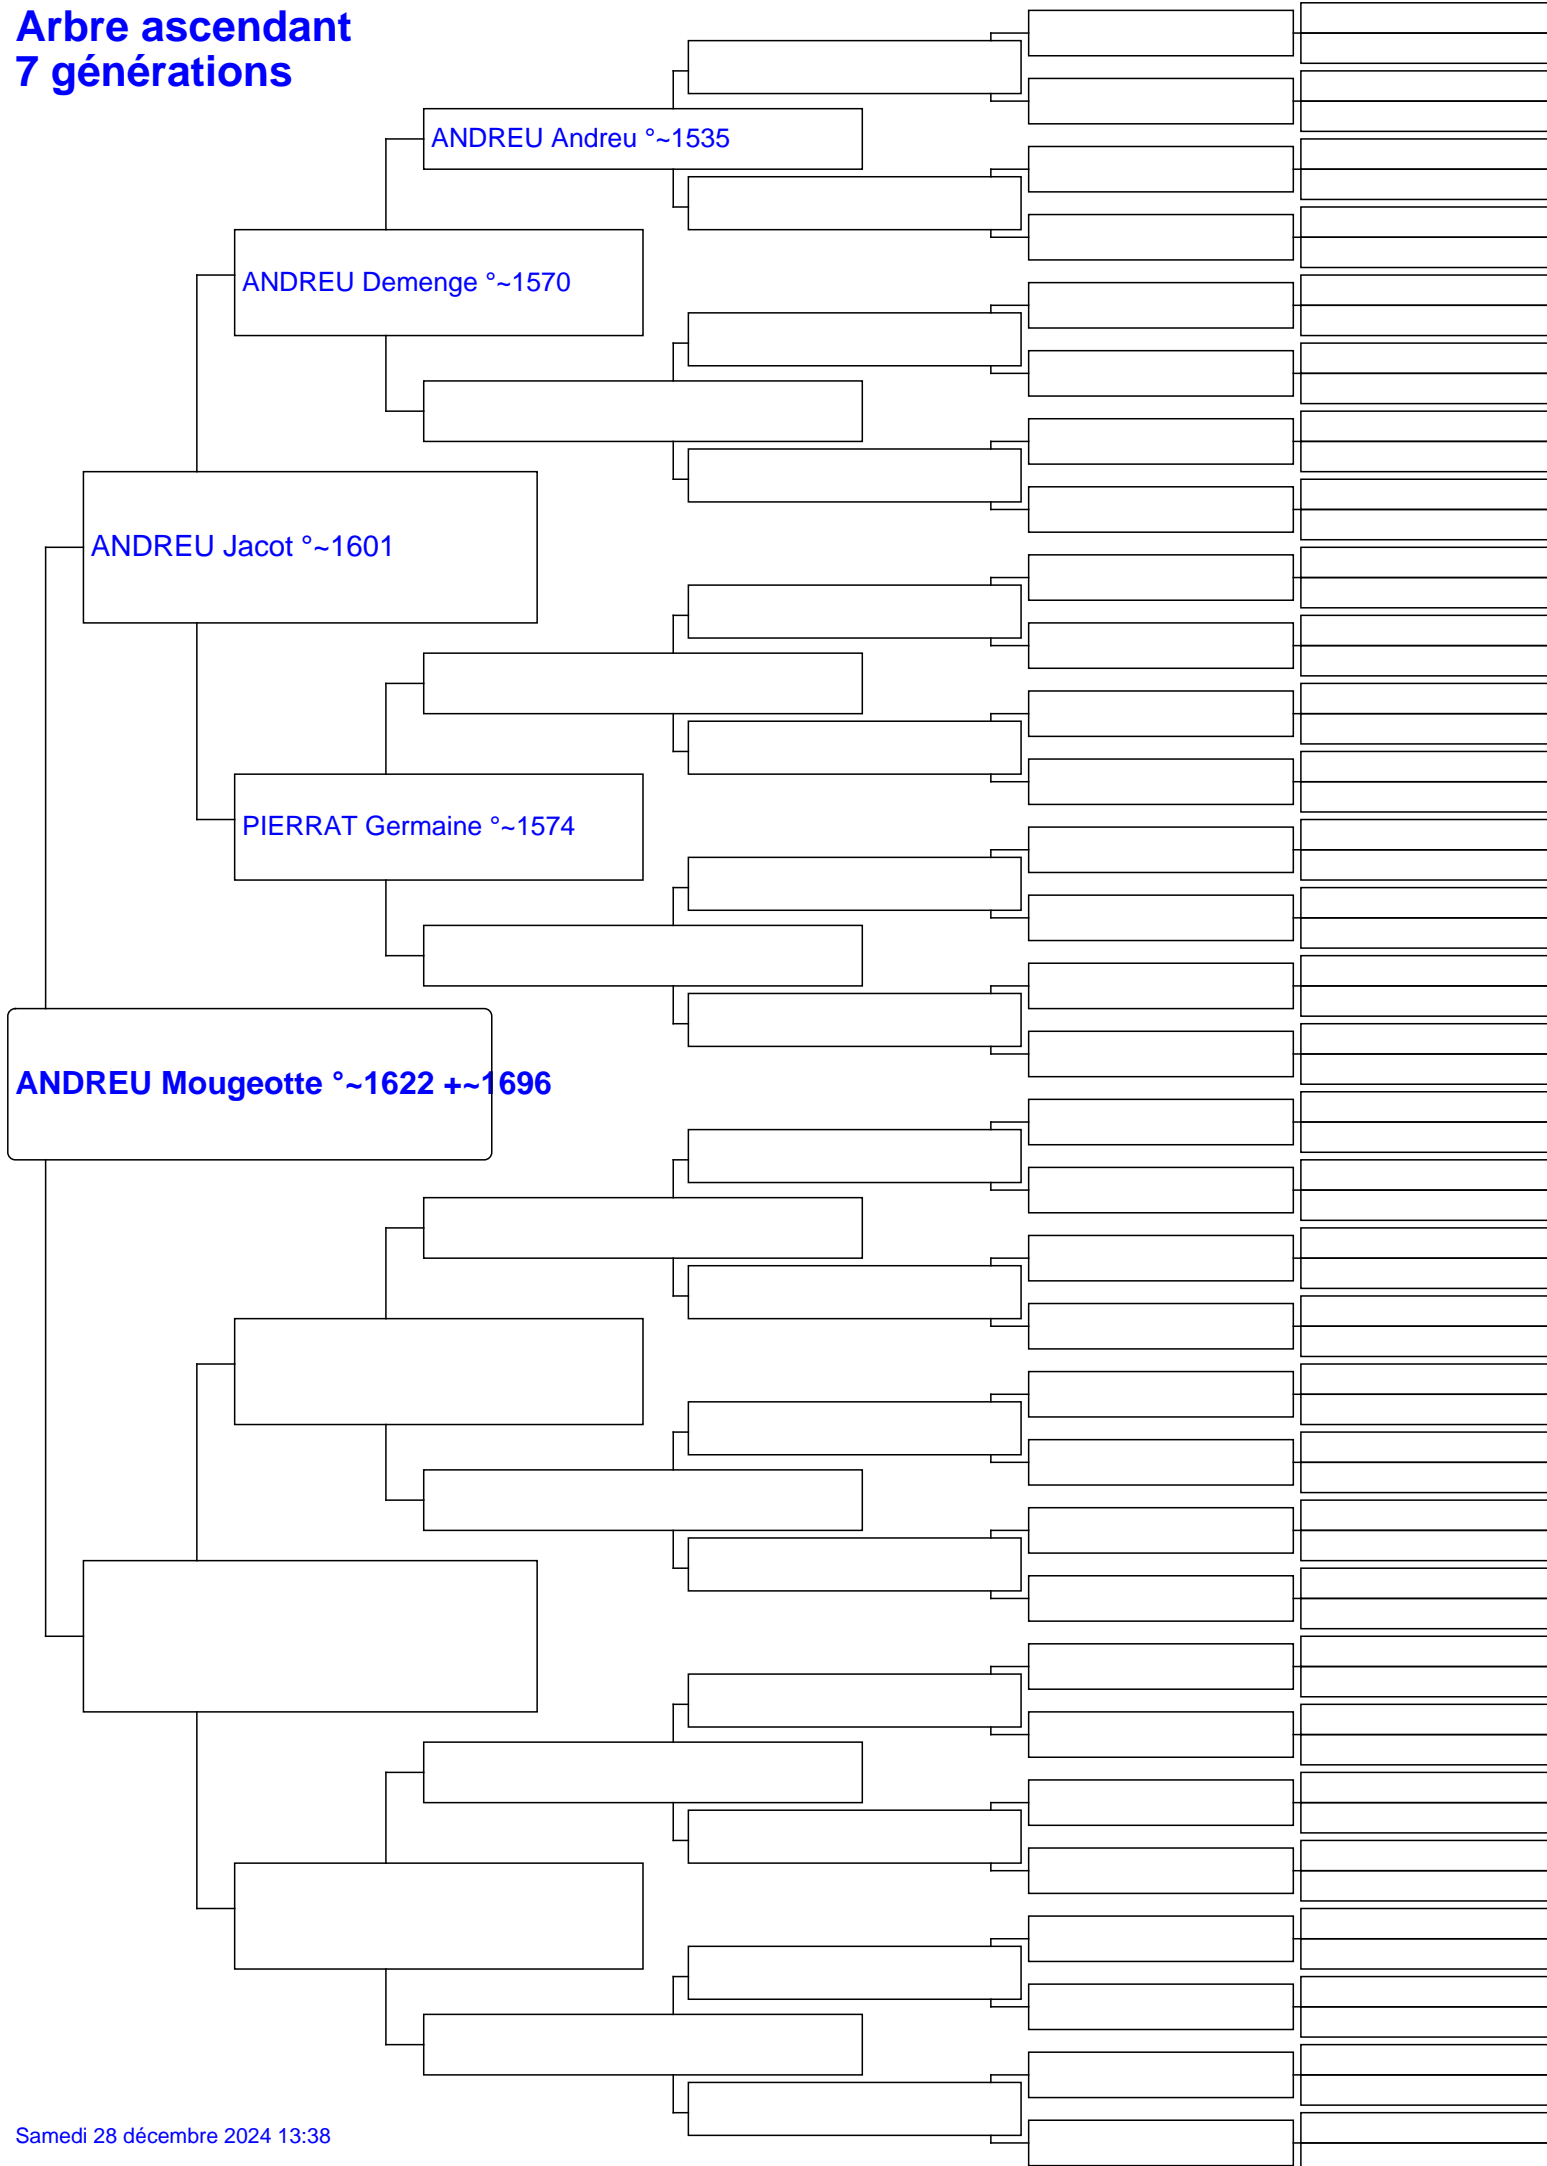 Arbre ascendant
7 générations
ANDREU Andreu °~1535
ANDREU Demenge °~1570
ANDREU Jacot °~1601
PIERRAT Germaine °~1574
ANDREU Mougeotte °~1622 +~1696
Samedi 28 décembre 2024 13:38